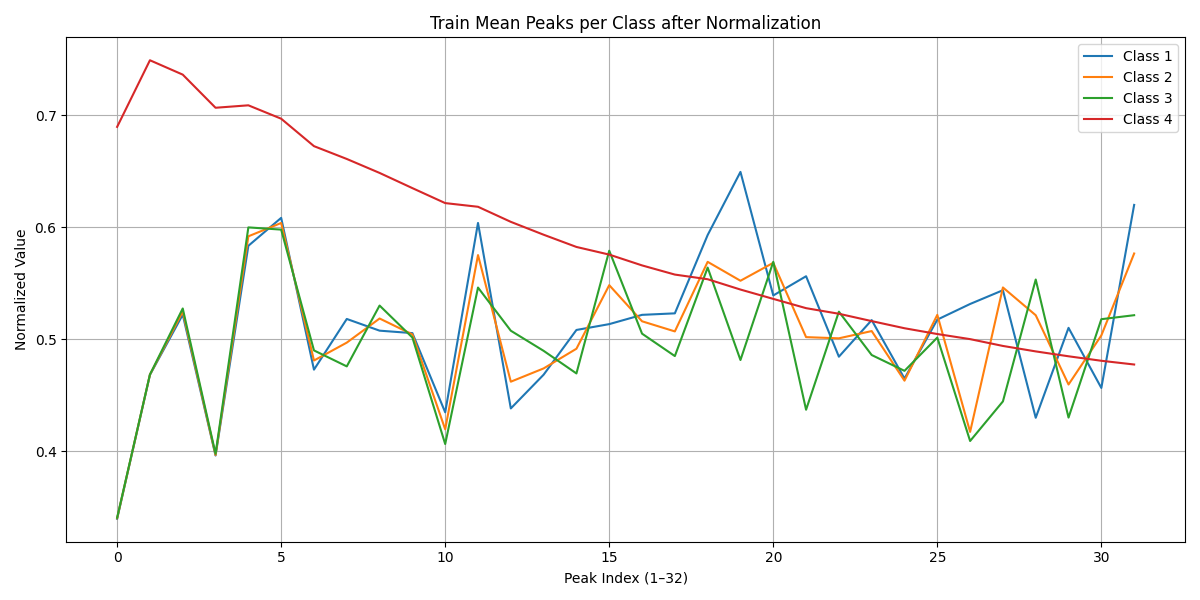 Train Mean Peaks per Class after Normalization
Class 1
Class 2
Class 3
Class 4
Normalized Value
0.7
0.6
0.5
0.4
0 5 10 15 20 25 30
Peak Index (1–32)